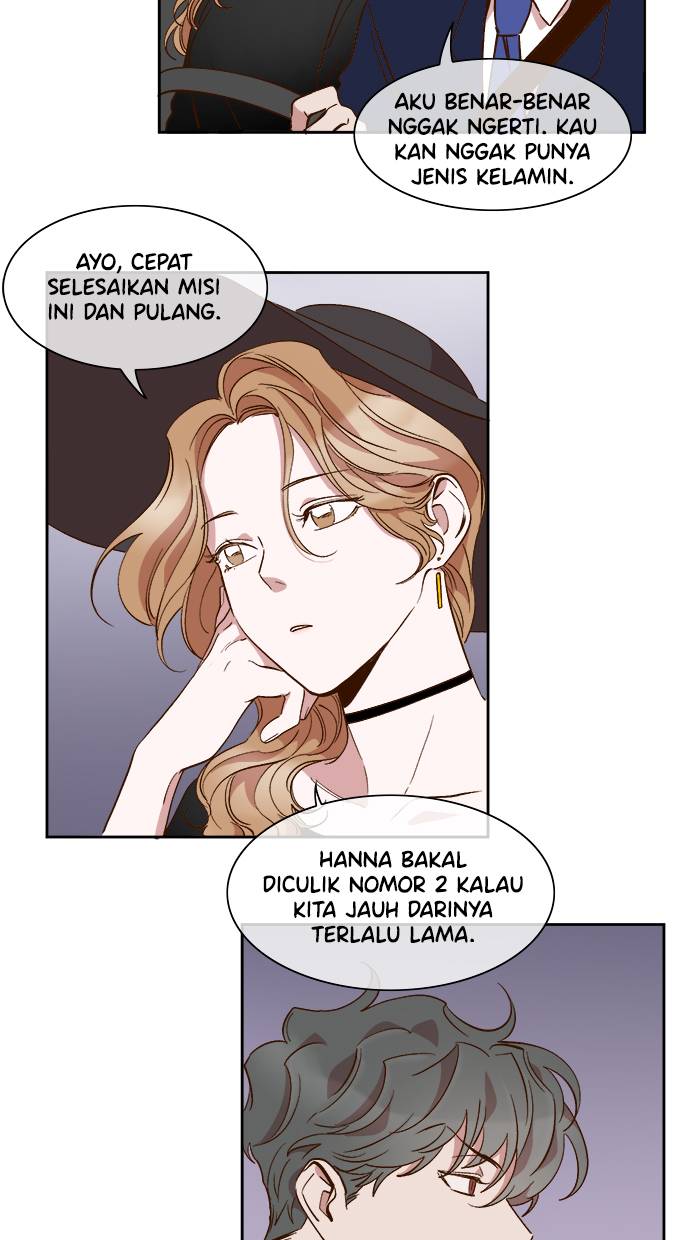 AKU BENAR-BENAR
NGGAK NGERTI. KAU
KAN NGGAK PUNYA
JENIS KELAMIN.
AYO, CEPAT
SELESAIKAN MISI
INI DAN PULANG.
HANNA BAKAL
DICULIK NOMOR 2 KALAU
KITA JAUH DARINYA
TERLALU LAMA.